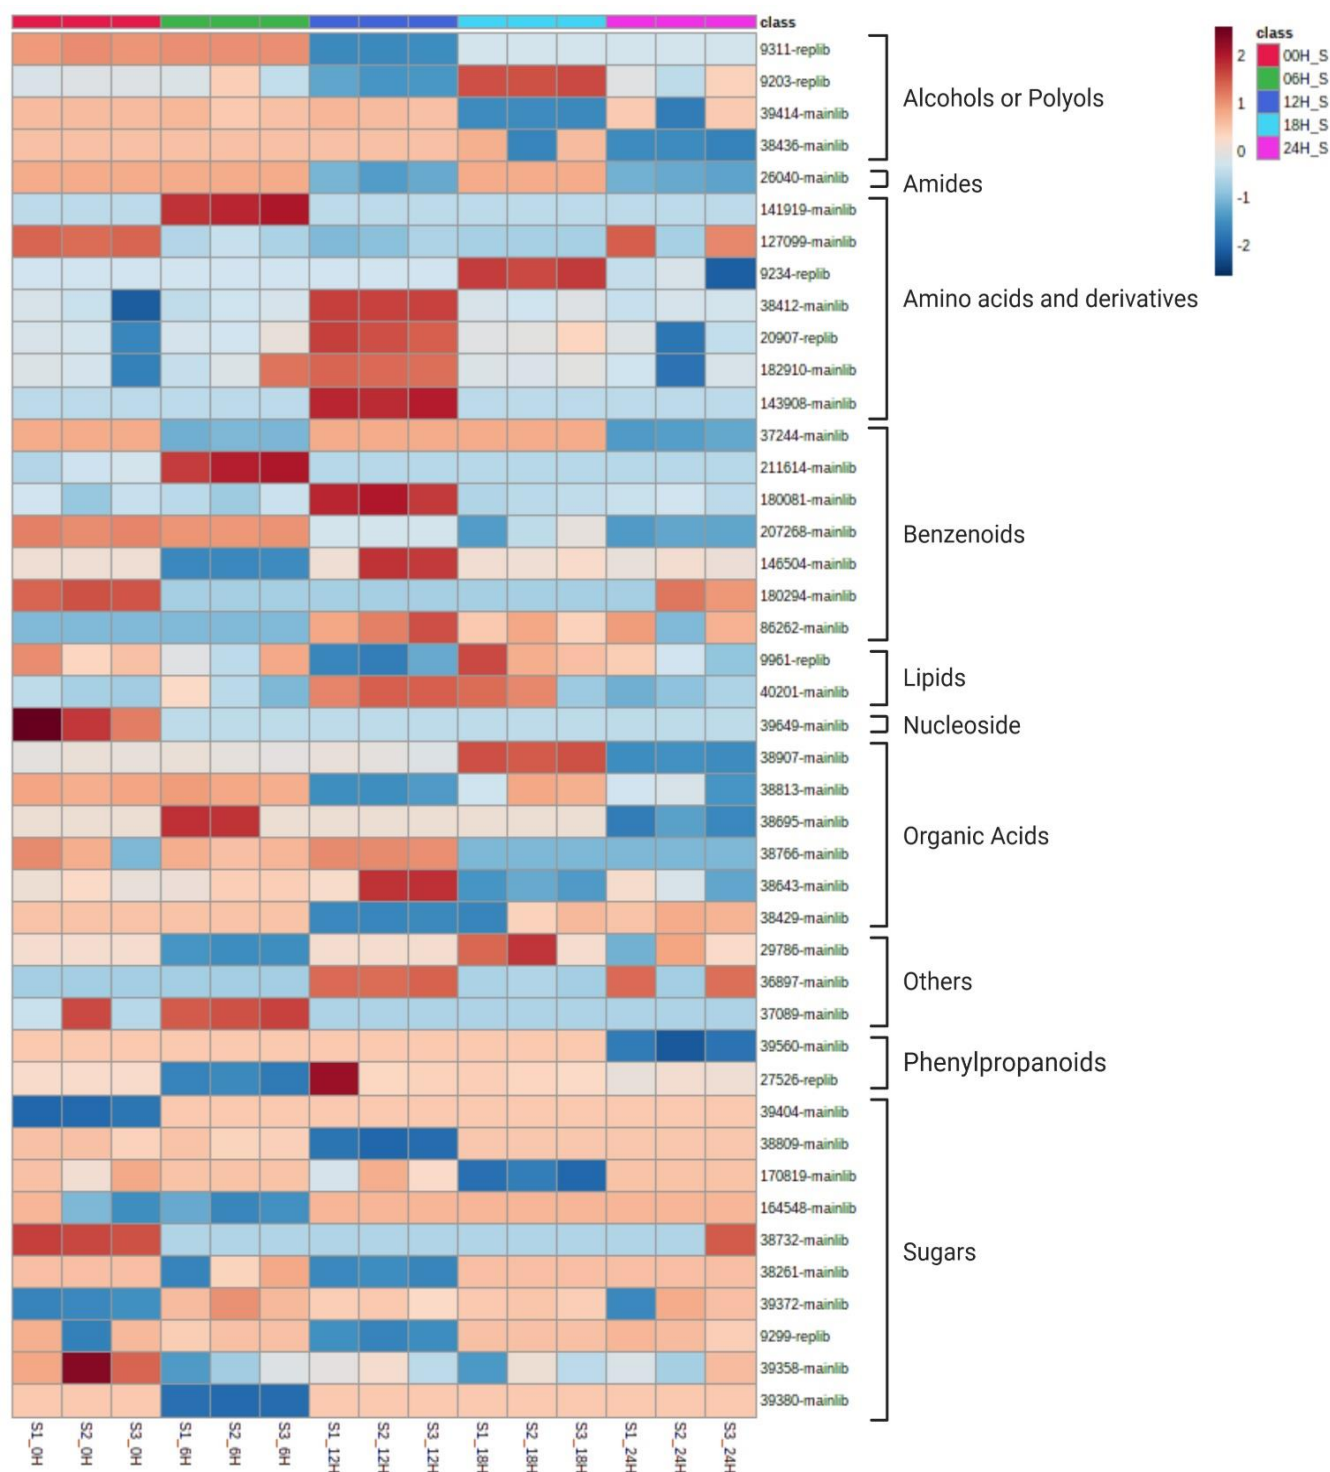 class
9311-replib
9203-replib
39414-mainlib
38436-mainlib
26040-mainlib
141919-mainlib
127099-mainlib
9234-replib
38412-mainlib
20907-replib
182910-mainlib
143908-mainlib
37244-mainlib
211614-mainlib
180081-mainlib
207268-mainlib
146504-mainlib
180294-mainlib
86262-mainlib
9961-replib
40201-mainlib
39649-mainlib
38907-mainlib
38813-mainlib
38695-mainlib
38766-mainlib
38643-mainlib
38429-mainlib
29786-mainlib
36897-mainlib
37089-mainlib
39560-mainlib
27526-replib
39404-mainlib
38809-mainlib
170819-mainlib
164548-mainlib
38732-mainlib
38261-mainlib
39372-mainlib
9299-replib
39358-mainlib
39380-mainlib
Alcohols or Polyols
Amides
Amino acids and derivatives
Benzenoids
Lipids
Nucleoside
Organic Acids
Others
Phenylpropanoids
Sugars
2
1
0
-1
-2
class
00H_S
06H_S
12H_S
18H_S
24H_S
S1_0H
S2_0H
S3_0H
S1_6H
S2_6H
S3_6H
S1_12H
S2_12H
S3_12H
S1_18H
S2_18H
S3_18H
S1_24H
S2_24H
S3_24H